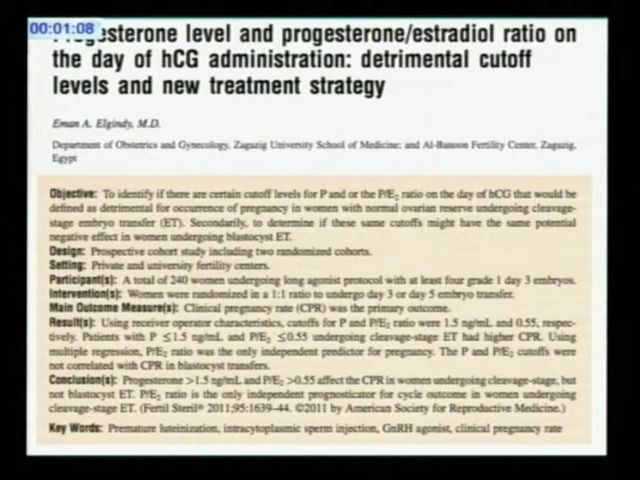 00:01:08
Progesterone level and progesterone/estradiol ratio on
the day of hCG administration: detrimental cutoff
levels and new treatment strategy
Eman A. Elgindy, M.D.
Department of Obstetrics and Gynecology, Zagazig University School of Medicine; and Al-Banoon Fertility Center, Zagazig,
Egypt
Objective: To identify if there are certain cutoff levels for P and or the P/E₂ ratio on the day of hCG that would be
defined as detrimental for occurrence of pregnancy in women with normal ovarian reserve undergoing cleavage-
stage embryo transfer (ET). Secondarily, to determine if these same cutoffs might have the same potential
negative effect in women undergoing blastocyst ET.
Design: Prospective cohort study including two randomized cohorts.
Setting: Private and university fertility centers.
Participant(s): A total of 240 women undergoing long agonist protocol with at least four grade 1 day 3 embryos.
Intervention(s): Women were randomized in a 1:1 ratio to undergo day 3 or day 5 embryo transfer.
Main Outcome Measure(s): Clinical pregnancy rate (CPR) was the primary outcome.
Result(s): Using receiver operator characteristics, cutoffs for P and P/E₂ ratio were 1.5 ng/mL and 0.55, respec-
tively. Patients with P ≤1.5 ng/mL and P/E₂ ≤0.55 undergoing cleavage-stage ET had higher CPR. Using
multiple regression, P/E₂ ratio was the only independent predictor for pregnancy. The P and P/E₂ cutoffs were
not correlated with CPR in blastocyst transfers.
Conclusion(s): Progesterone >1.5 ng/mL and P/E₂ >0.55 affect the CPR in women undergoing cleavage-stage, but
not blastocyst ET. P/E₂ ratio is the only independent prognosticator for cycle outcome in women undergoing
cleavage-stage ET. (Fertil Steril® 2011;95:1639–44. ©2011 by American Society for Reproductive Medicine.)
Key Words: Premature luteinization, intracytoplasmic sperm injection, GnRH agonist, clinical pregnancy rate